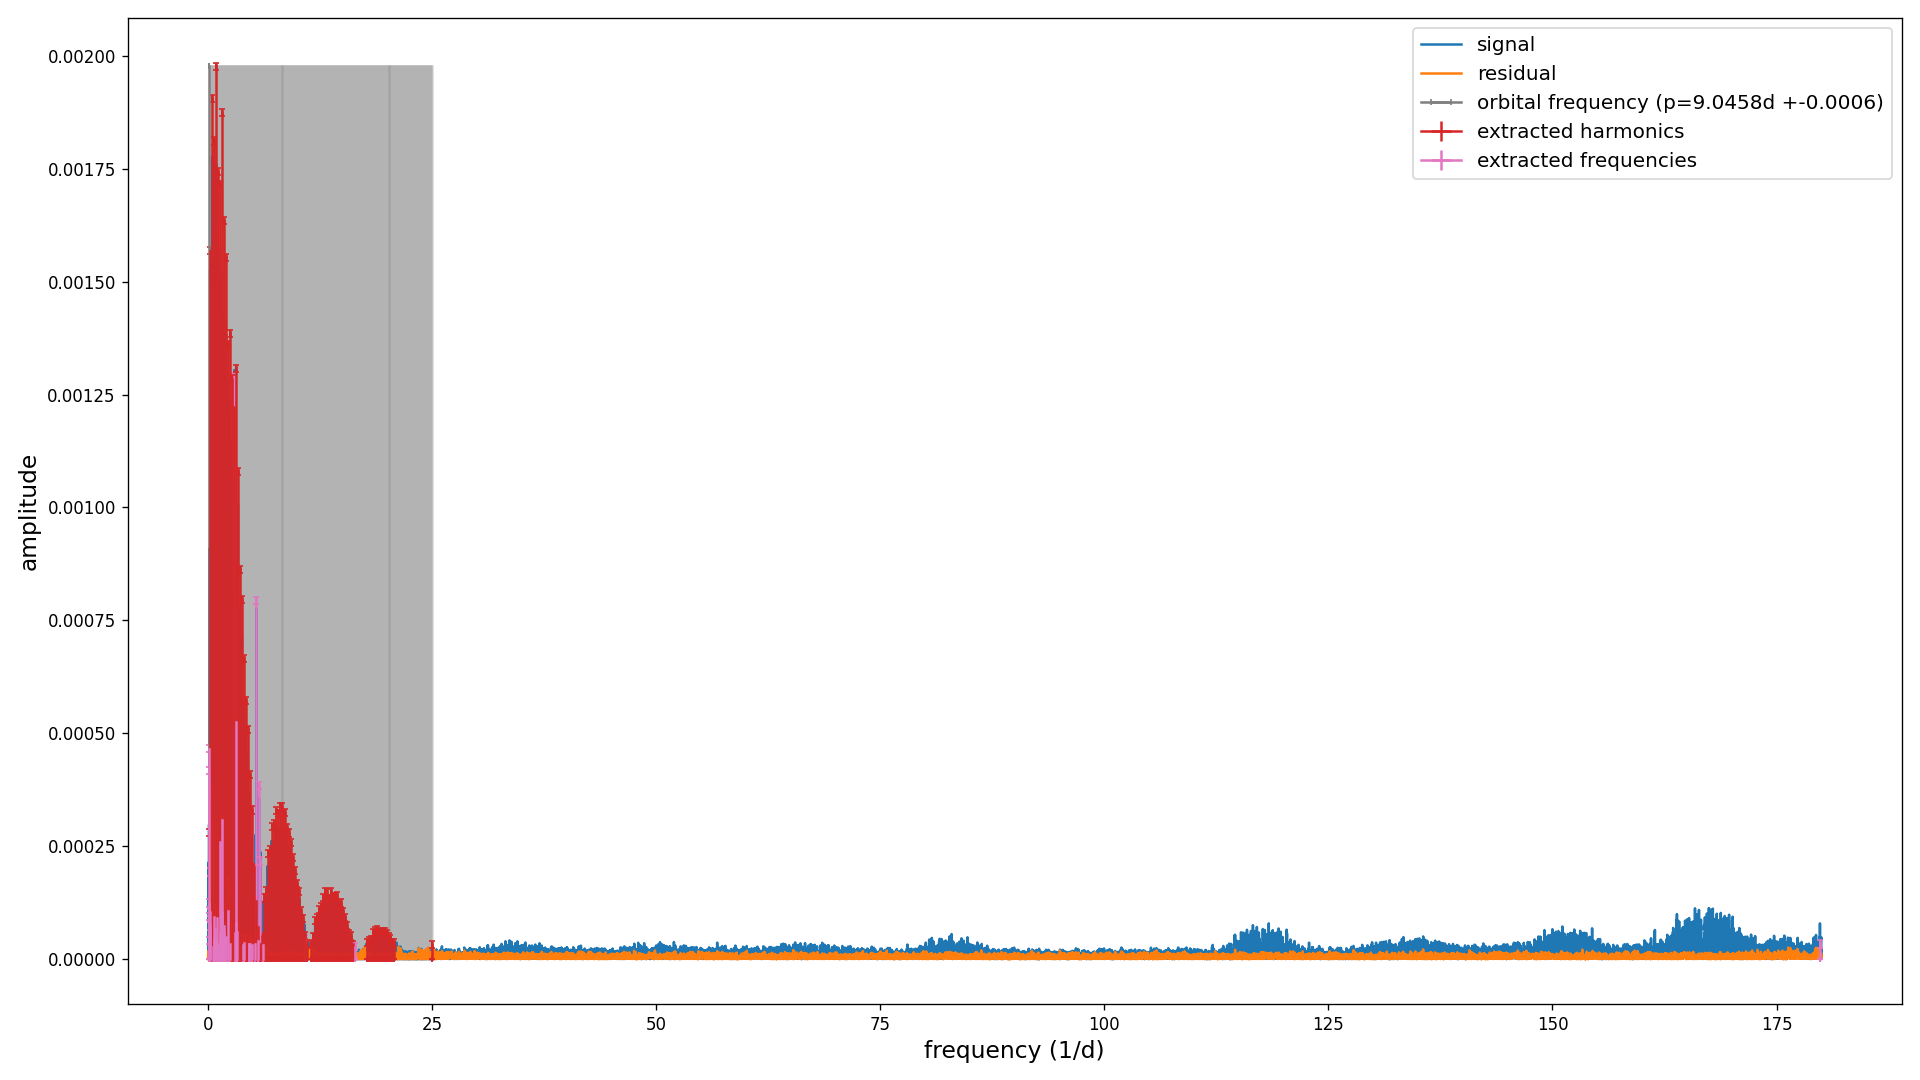 signal
residual
orbital frequency (p=9.0458d +-0.0006)
extracted harmonics
extracted frequencies
0.00200
0.00175
0.00150
0.00125
0.00100
0.00075
0.00050
0.00025
0.00000
amplitude
0
25
50
75
100
125
150
175
frequency (1/d)